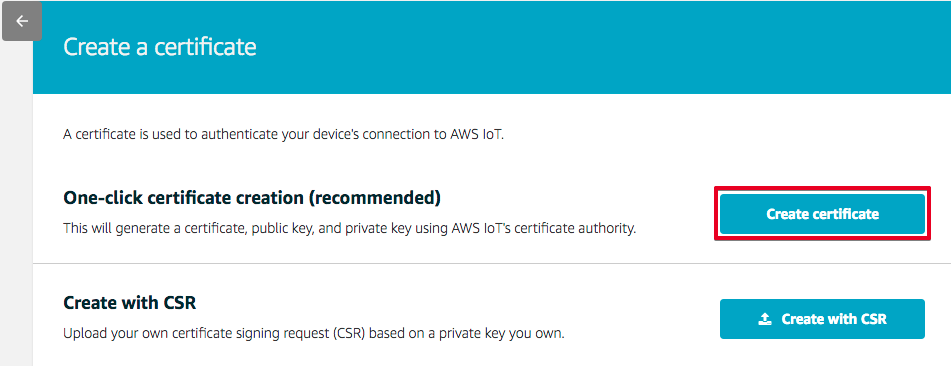 Create a certificate
A certificate is used to authenticate your device's connection to AWS IoT.
One-click certificate creation (recommended)
This will generate a certificate, public key, and private key using AWS IoT's certificate authority.
Create certificate
Create with CSR
Upload your own certificate signing request (CSR) based on a private key you own.
Create with CSR